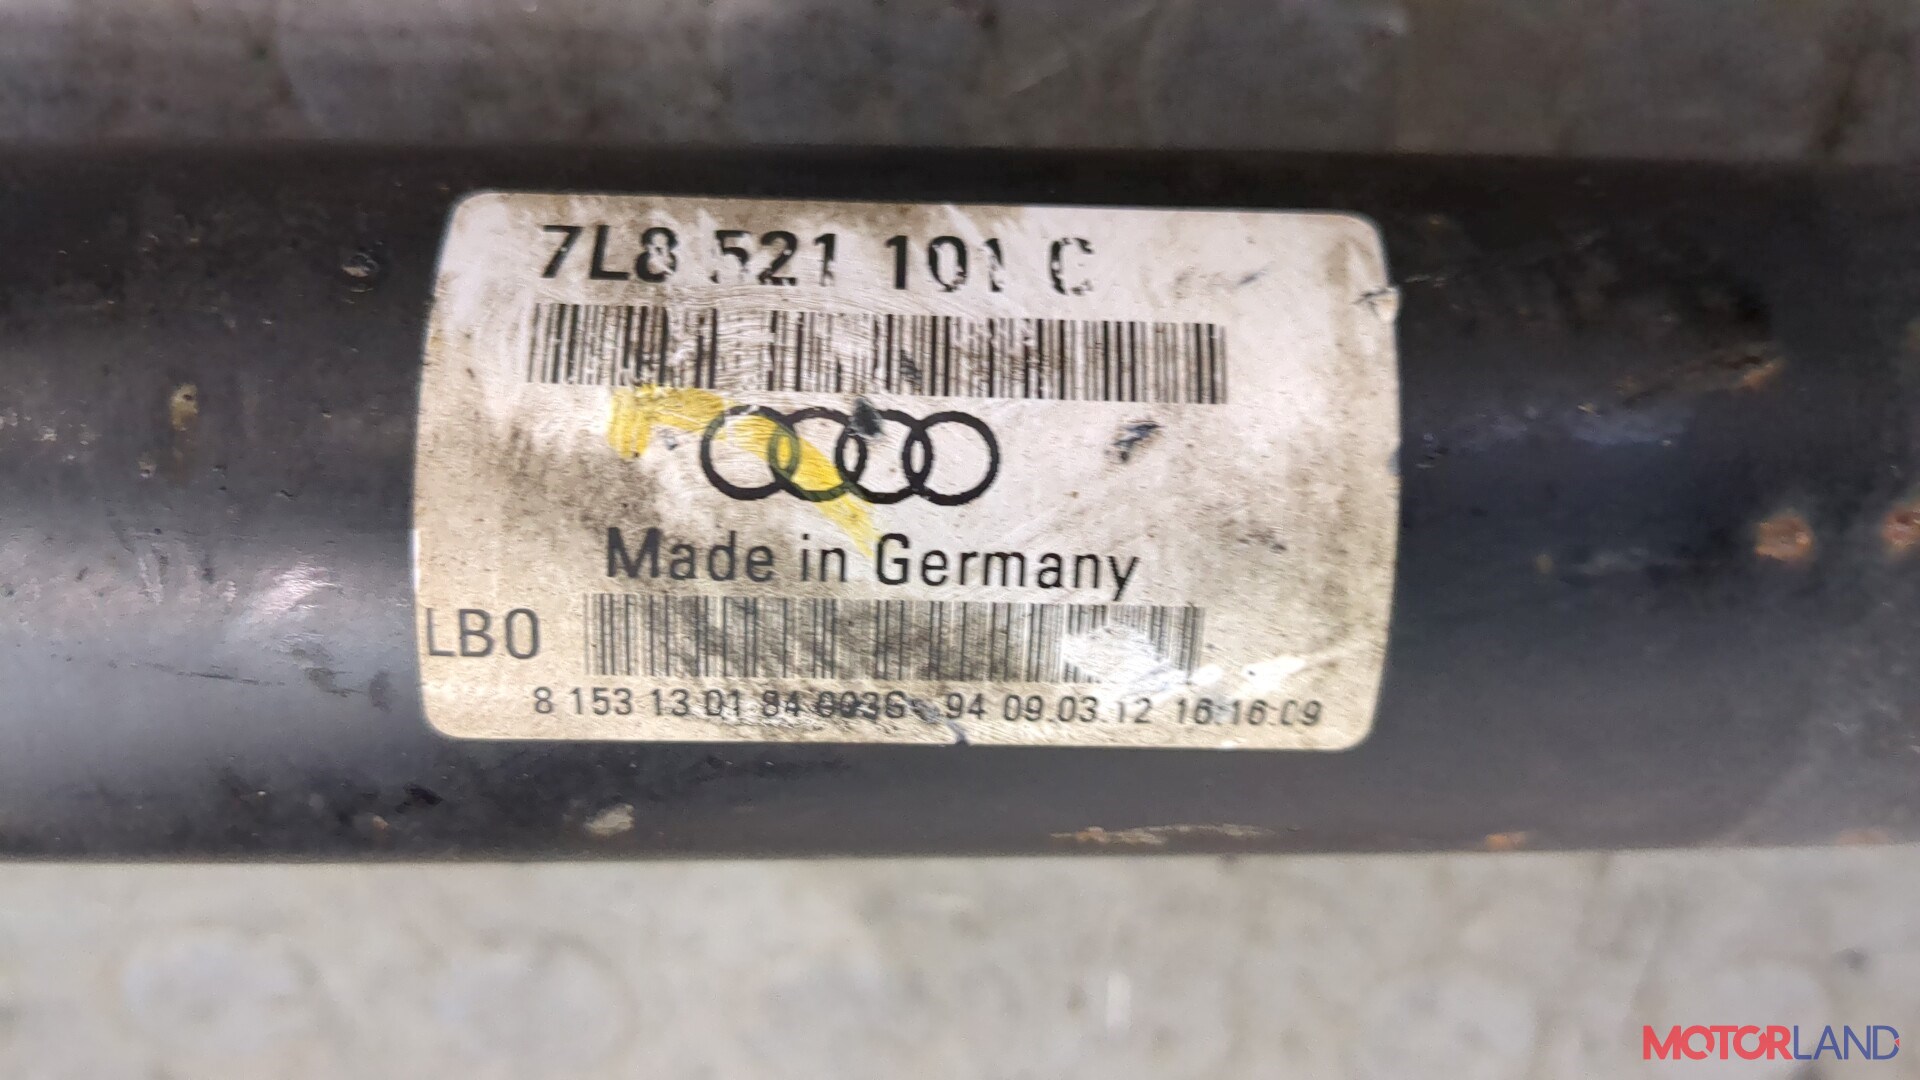 7L8 521 101 C
Made in Germany
LB0
8 153 13 01 84 0036 94 09.03.12 16:16:09
MOTORLAND